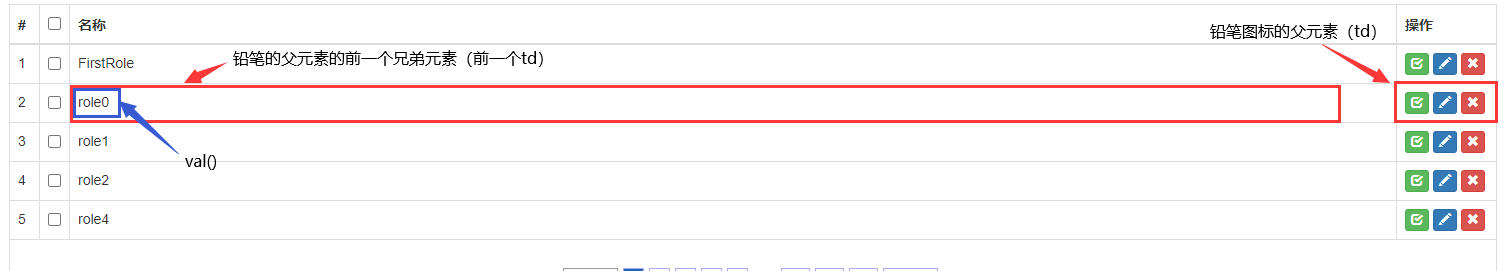 # 名称 操作
铅笔的父元素的前一个兄弟元素（前一个td）
铅笔图标的父元素（td）
1 FirstRole
2 role0
val()
3 role1
4 role2
5 role4